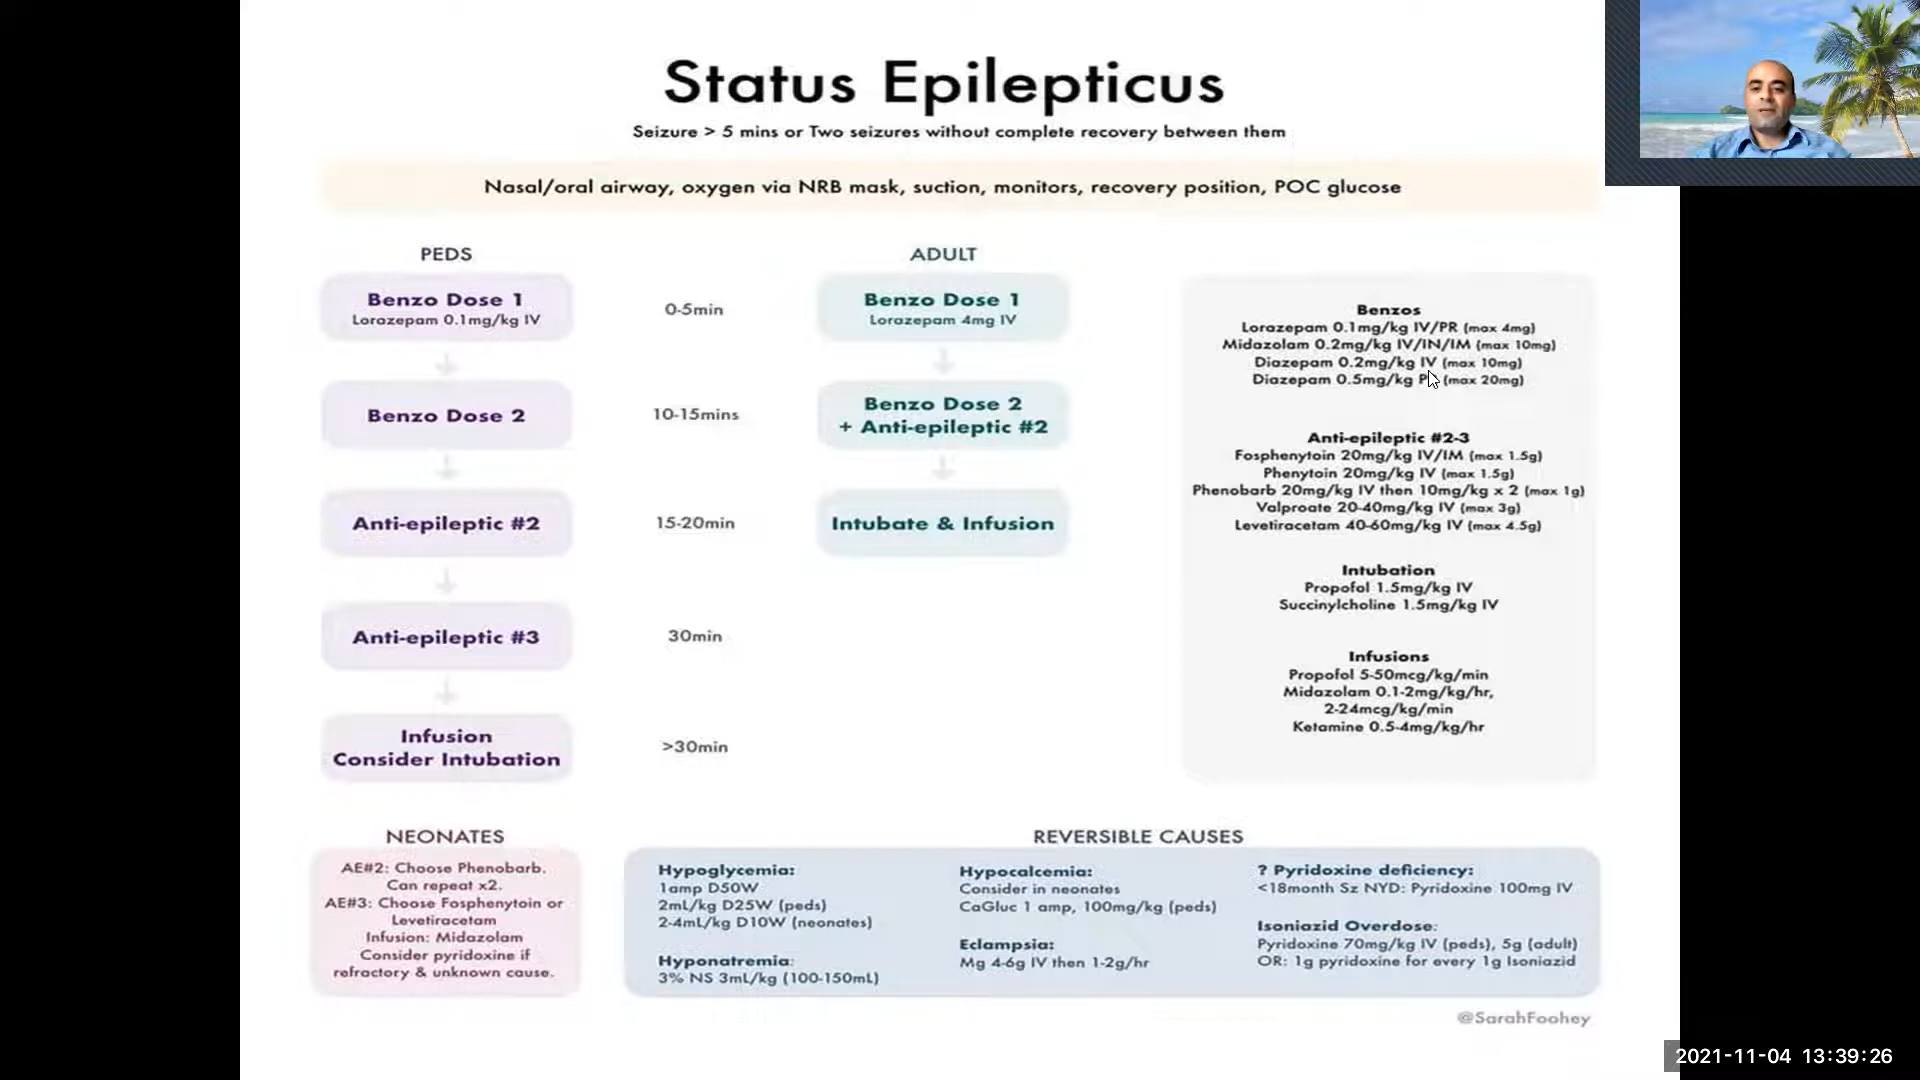 Status Epilepticus
Seizure > 5 mins or Two seizures without complete recovery between them
Nasal/oral airway, oxygen via NRB mask, suction, monitors, recovery position, POC glucose
PEDS
Benzo Dose 1
Lorazepam 0.1mg/kg IV
Benzo Dose 2
Anti-epileptic #2
Anti-epileptic #3
Infusion
Consider Intubation
0-5min
10-15mins
15-20min
30min
>30min
ADULT
Benzo Dose 1
Lorazepam 4mg IV
Benzo Dose 2
+ Anti-epileptic #2
Intubate & Infusion
Benzos
Lorazepam 0.1mg/kg IV/PR (max 4mg)
Midazolam 0.2mg/kg IV/IN/IM (max 10mg)
Diazepam 0.2mg/kg IV (max 10mg)
Diazepam 0.5mg/kg (max 20mg)
Anti-epileptic #2-3
Fosphenytoin 20mg/kg IV/IM (max 1.5g)
Phenytoin 20mg/kg IV (max 1.5g)
Phenobarb 20mg/kg IV then 10mg/kg x 2 (max 1g)
Valproate 20-40mg/kg IV (max 3g)
Levetiracetam 40-60mg/kg IV (max 4.5g)
Intubation
Propofol 1.5mg/kg IV
Succinylcholine 1.5mg/kg IV
Infusions
Propofol 5-50mcg/kg/min
Midazolam 0.1-2mg/kg/hr,
2-24mcg/kg/min
Ketamine 0.5-4mg/kg/hr
NEONATES
AE#2: Choose Phenobarb.
Can repeat x2.
AE#3: Choose Fosphenytoin or
Levetiracetam
Infusion: Midazolam
Consider pyridoxine if
refractory & unknown cause.
REVERSIBLE CAUSES
Hypoglycemia:
1amp D50W
2mL/kg D25W (peds)
2-4mL/kg D10W (neonates)
Hyponatremia:
3% NS 3mL/kg (100-150mL)
Hypocalcemia:
Consider in neonates
CaGluc 1 amp, 100mg/kg (peds)
Eclampsia:
Mg 4-6g IV then 1-2g/hr
? Pyridoxine deficiency:
<18month Sz NYD: Pyridoxine 100mg IV
Isoniazid Overdose:
Pyridoxine 70mg/kg IV (peds), 5g (adult)
OR: 1g pyridoxine for every 1g Isoniazid
@SarahFoohey
2021-11-04 13:39:26